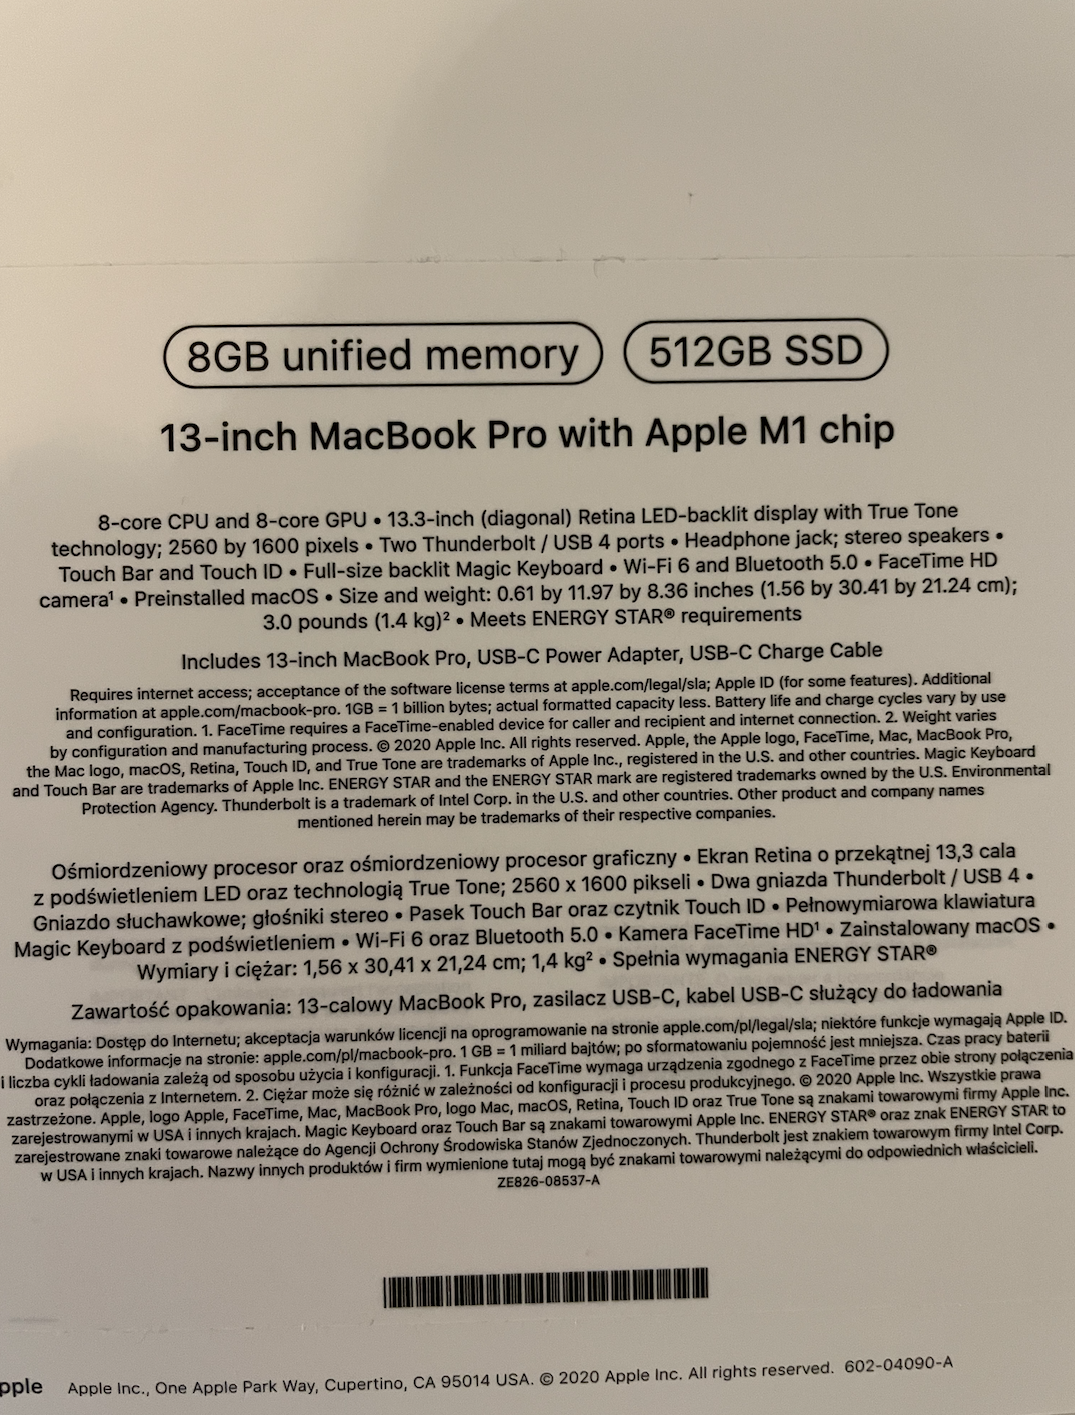 8GB unified memory 512GB SSD
13-inch MacBook Pro with Apple M1 chip
8-core CPU and 8-core GPU • 13.3-inch (diagonal) Retina LED-backlit display with True Tone
technology; 2560 by 1600 pixels • Two Thunderbolt / USB 4 ports • Headphone jack; stereo speakers •
Touch Bar and Touch ID • Full-size backlit Magic Keyboard • Wi-Fi 6 and Bluetooth 5.0 • FaceTime HD
camera¹ • Preinstalled macOS • Size and weight: 0.61 by 11.97 by 8.36 inches (1.56 by 30.41 by 21.24 cm);
3.0 pounds (1.4 kg)² • Meets ENERGY STAR® requirements
Includes 13-inch MacBook Pro, USB-C Power Adapter, USB-C Charge Cable
Requires internet access; acceptance of the software license terms at apple.com/legal/sla; Apple ID (for some features). Additional
information at apple.com/macbook-pro. 1GB = 1 billion bytes; actual formatted capacity less. Battery life and charge cycles vary by use
and configuration. 1. FaceTime requires a FaceTime-enabled device for caller and recipient and internet connection. 2. Weight varies
by configuration and manufacturing process. © 2020 Apple Inc. All rights reserved. Apple, the Apple logo, FaceTime, Mac, MacBook Pro,
the Mac logo, macOS, Retina, Touch ID, and True Tone are trademarks of Apple Inc., registered in the U.S. and other countries. Magic Keyboard
and Touch Bar are trademarks of Apple Inc. ENERGY STAR and the ENERGY STAR mark are registered trademarks owned by the U.S. Environmental
Protection Agency. Thunderbolt is a trademark of Intel Corp. in the U.S. and other countries. Other product and company names
mentioned herein may be trademarks of their respective companies.
Ośmiordzeniowy procesor oraz ośmiordzeniowy procesor graficzny • Ekran Retina o przekątnej 13,3 cala
z podświetleniem LED oraz technologią True Tone; 2560 x 1600 pikseli • Dwa gniazda Thunderbolt / USB 4 •
Gniazdo słuchawkowe; głośniki stereo • Pasek Touch Bar oraz czytnik Touch ID • Pełnowymiarowa klawiatura
Magic Keyboard z podświetleniem • Wi-Fi 6 oraz Bluetooth 5.0 • Kamera FaceTime HD¹ • Zainstalowany macOS •
Wymiary i ciężar: 1,56 x 30,41 x 21,24 cm; 1,4 kg² • Spełnia wymagania ENERGY STAR®
Zawartość opakowania: 13-calowy MacBook Pro, zasilacz USB-C, kabel USB-C służący do ładowania
Wymagania: Dostęp do Internetu; akceptacja warunków licencji na oprogramowanie na stronie apple.com/pl/legal/sla; niektóre funkcje wymagają Apple ID.
Dodatkowe informacje na stronie: apple.com/pl/macbook-pro. 1 GB = 1 miliard bajtów; po sformatowaniu pojemność jest mniejsza. Czas pracy baterii
i liczba cykli ładowania zależą od sposobu użycia i konfiguracji. 1. Funkcja FaceTime wymaga urządzenia zgodnego z FaceTime przez obie strony połączenia
oraz połączenia z Internetem. 2. Ciężar może się różnić w zależności od konfiguracji i procesu produkcyjnego. © 2020 Apple Inc. Wszystkie prawa
zastrzeżone. Apple, logo Apple, FaceTime, Mac, MacBook Pro, logo Mac, macOS, Retina, Touch ID oraz True Tone są znakami towarowymi firmy Apple Inc.
zarejestrowanymi w USA i innych krajach. Magic Keyboard oraz Touch Bar są znakami towarowymi Apple Inc. ENERGY STAR® oraz znak ENERGY STAR to
zarejestrowane znaki towarowe należące do Agencji Ochrony Środowiska Stanów Zjednoczonych. Thunderbolt jest znakiem towarowym firmy Intel Corp.
w USA i innych krajach. Nazwy innych produktów i firm wymienione tutaj mogą być znakami towarowymi należącymi do odpowiednich właścicieli.
ZE826-08537-A
pple Apple Inc., One Apple Park Way, Cupertino, CA 95014 USA. © 2020 Apple Inc. All rights reserved. 602-04090-A